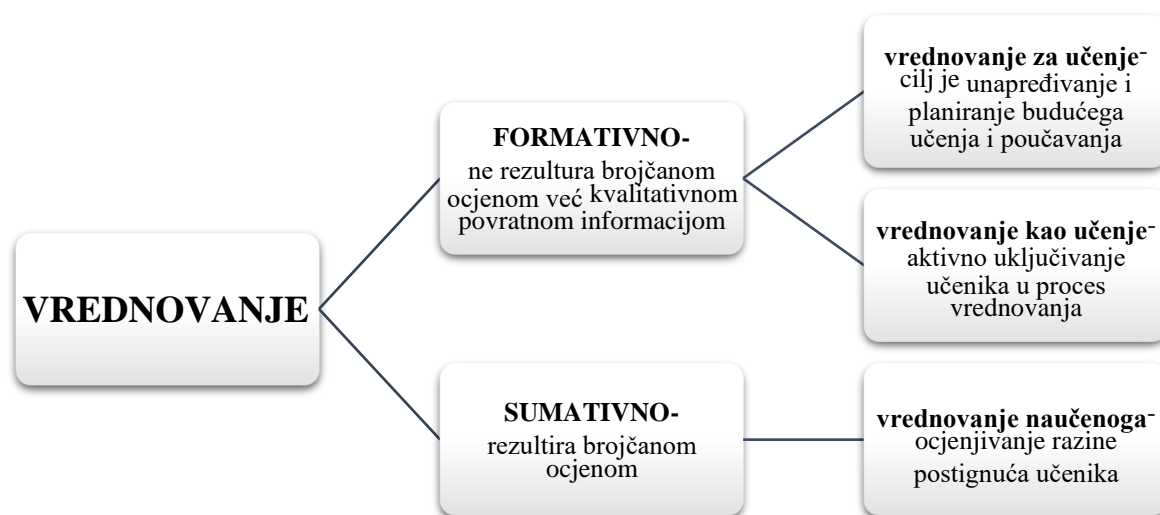 VREDNOVANJE
FORMATIVNO-
ne rezultura brojčanom
ocjenom već kvalitativnom
povratnom informacijom
vrednovanje za učenje-
cilj je unapređivanje i
planiranje budućega
učenja i poučavanja
vrednovanje kao učenje-
aktivno uključivanje
učenika u proces
vrednovanja
SUMATIVNO-
rezultira brojčanom
ocjenom
vrednovanje naučenoga-
ocjenjivanje razine
postignuća učenika